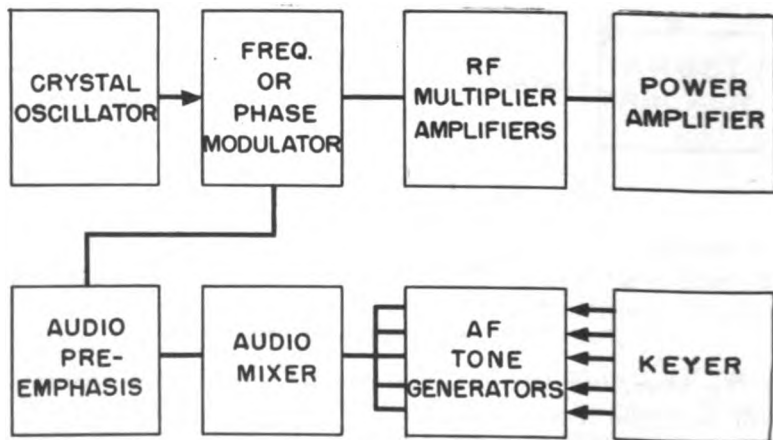 CRYSTAL
OSCILLATOR
FREQ.
OR
PHASE
MODULATOR
RF
MULTIPLIER
AMPLIFIERS
POWER
AMPLIFIER
AUDIO
PRE-
EMPHASIS
AUDIO
MIXER
AF
TONE
GENERATORS
KEYER